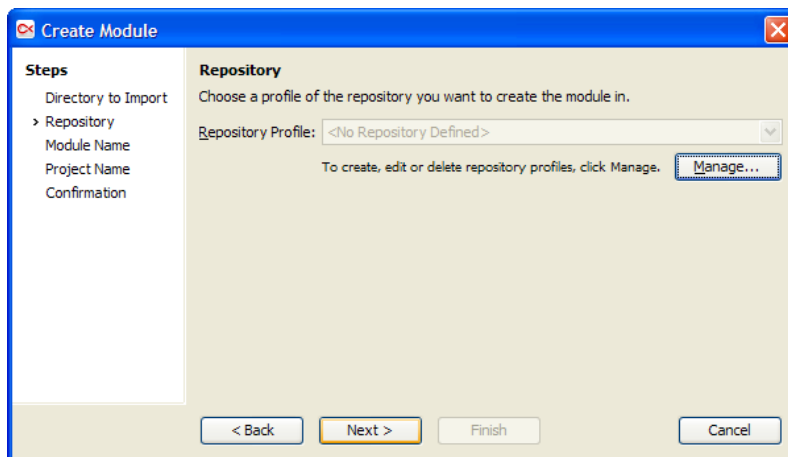 Create Module
Steps
Directory to Import
› Repository
Module Name
Project Name
Confirmation
Repository
Choose a profile of the repository you want to create the module in.
Repository Profile: <No Repository Defined>
To create, edit or delete repository profiles, click Manage. Manage...
< Back Next > Finish Cancel